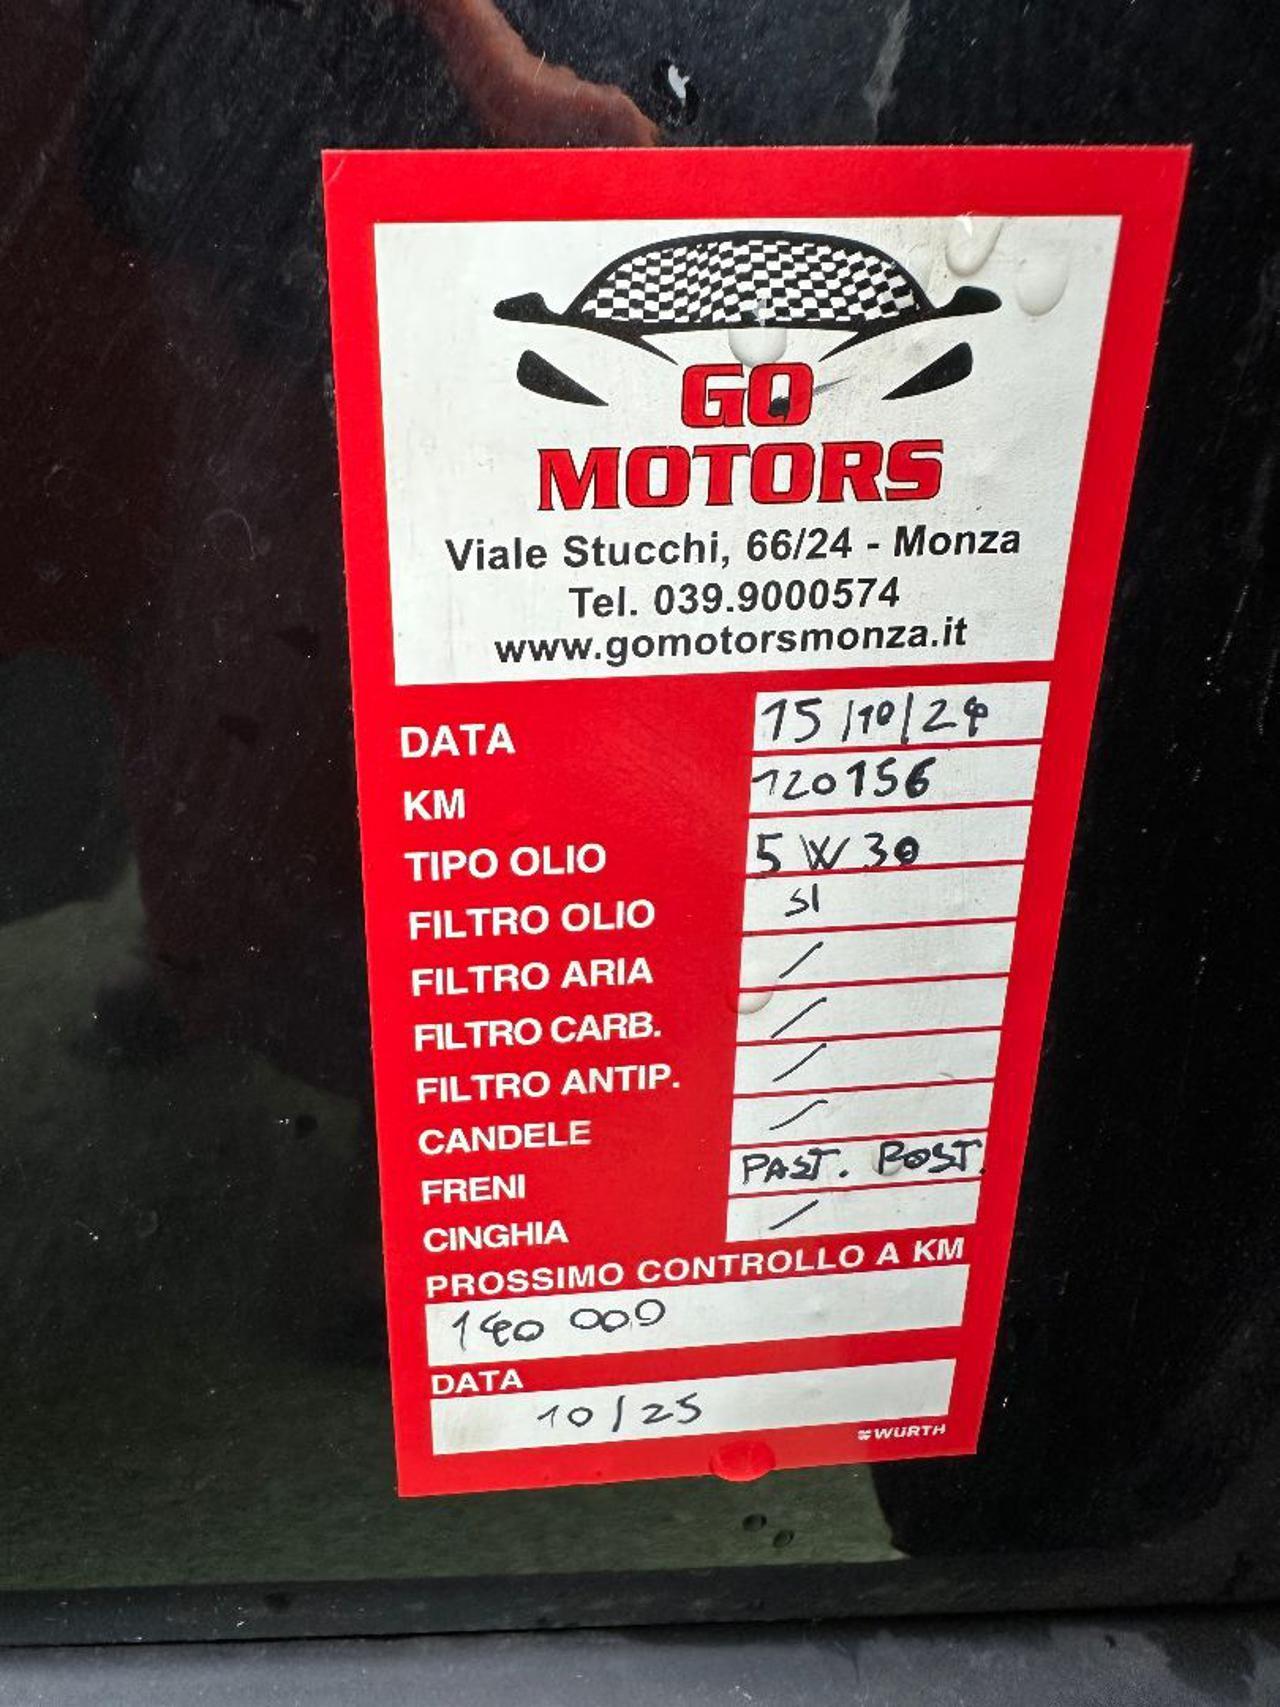 GO
MOTORS
Viale Stucchi, 66/24 - Monza
Tel. 039.9000574
www.gomotorsmonza.it
DATA 15/10/24
KM 120156
TIPO OLIO 5W30
FILTRO OLIO SI
FILTRO ARIA /
FILTRO CARB. /
FILTRO ANTIP. /
CANDELE /
FRENI PAST. POST.
CINGHIA /
PROSSIMO CONTROLLO A KM
140 000
DATA
10/25
WÜRTH